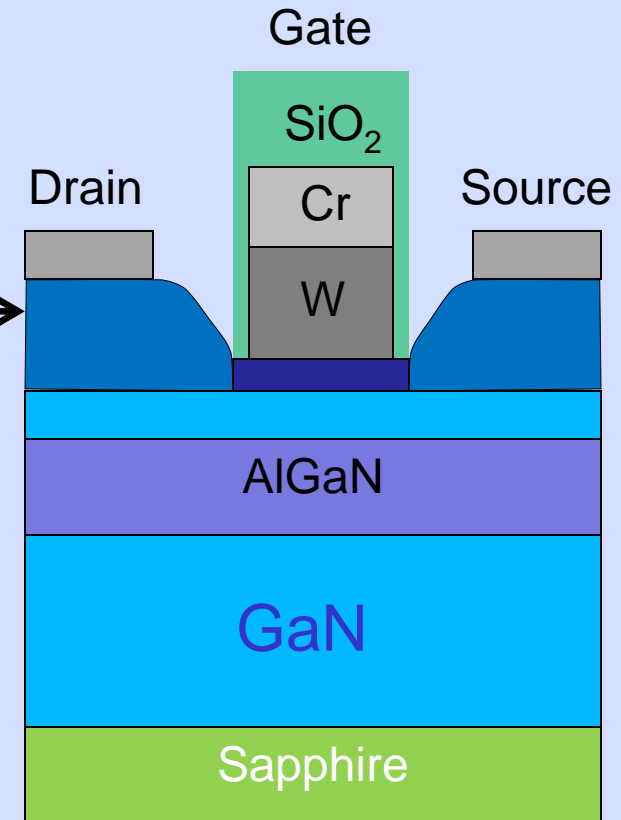 Gate
SiO₂
Drain
Source
Cr
W
AlGaN
GaN
Sapphire